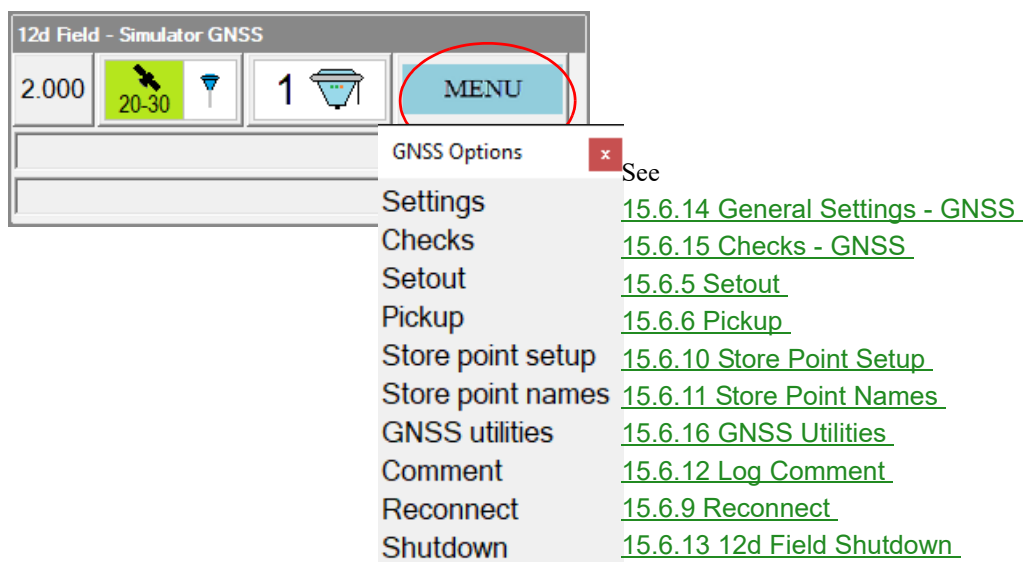 12d Field - Simulator GNSS
2.000 20-30 1 MENU
GNSS Options x
See
Settings 15.6.14 General Settings - GNSS
Checks 15.6.15 Checks - GNSS
Setout 15.6.5 Setout
Pickup 15.6.6 Pickup
Store point setup 15.6.10 Store Point Setup
Store point names 15.6.11 Store Point Names
GNSS utilities 15.6.16 GNSS Utilities
Comment 15.6.12 Log Comment
Reconnect 15.6.9 Reconnect
Shutdown 15.6.13 12d Field Shutdown